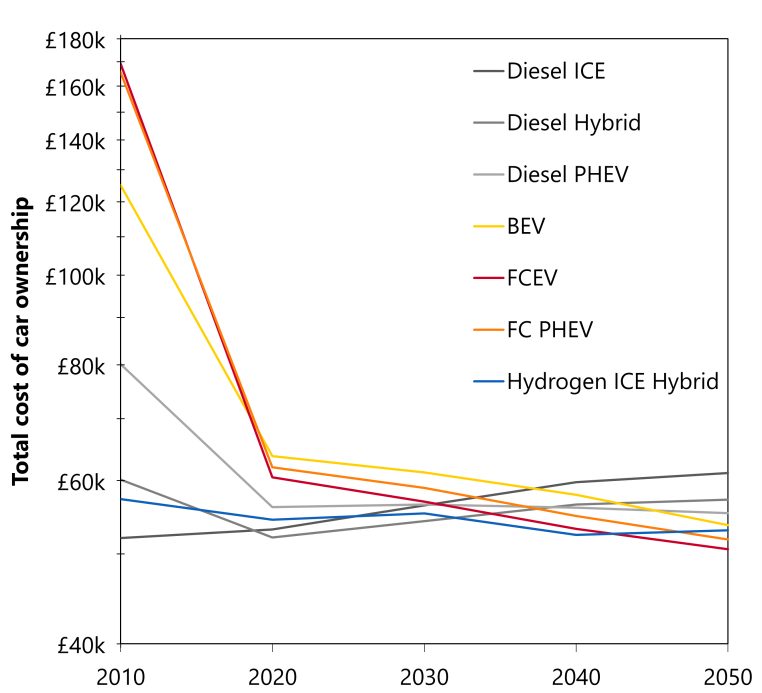 £180k
£160k
£140k
£120k
£100k
£80k
£60k
£40k
Total cost of car ownership
Diesel ICE
Diesel Hybrid
Diesel PHEV
BEV
FCEV
FC PHEV
Hydrogen ICE Hybrid
2010 2020 2030 2040 2050